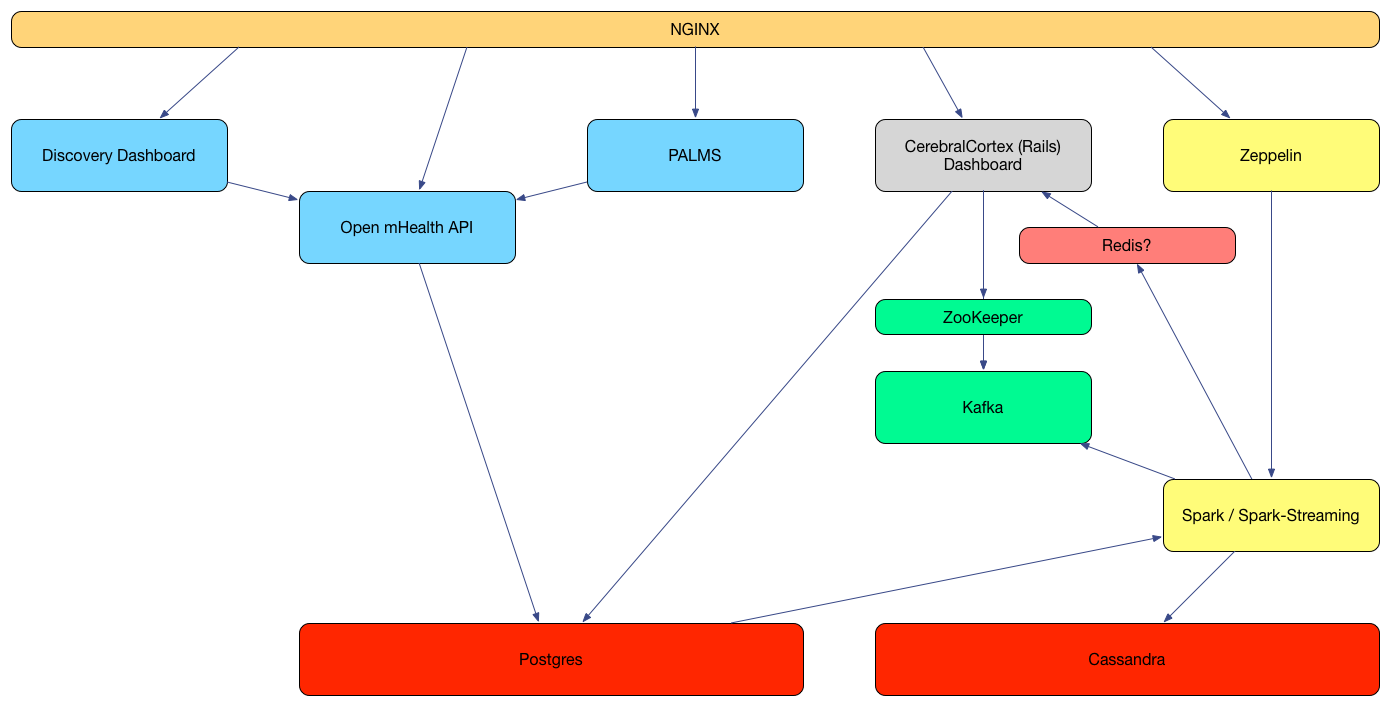 NGINX
Discovery Dashboard
PALMS
CerebralCortex (Rails)
Dashboard
Zeppelin
Open mHealth API
Redis?
ZooKeeper
Kafka
Spark / Spark-Streaming
Postgres
Cassandra